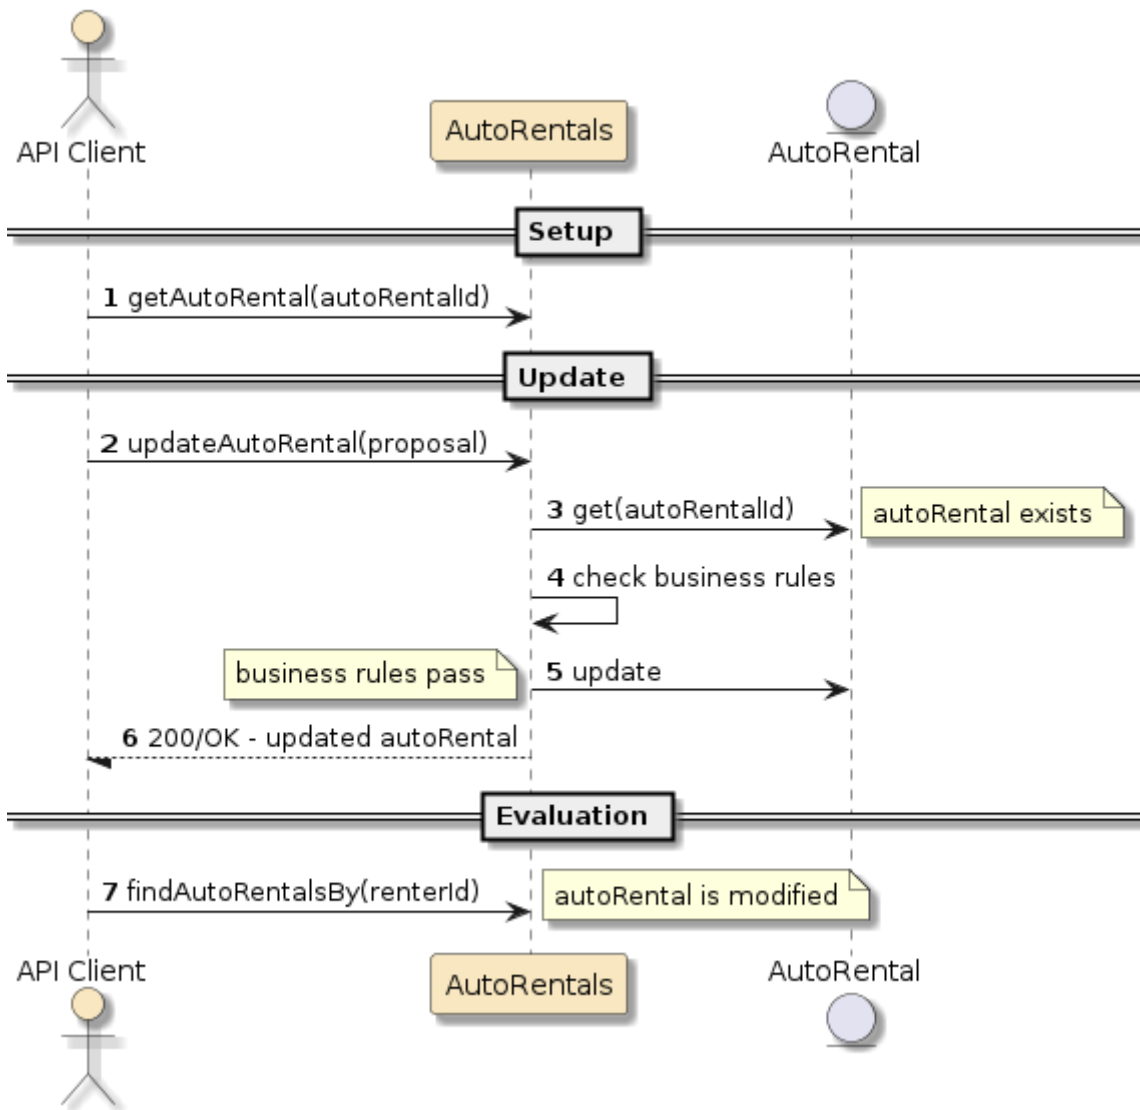 API Client
AutoRentals
AutoRental
Setup
1 getAutoRental(autoRentalId)
Update
2 updateAutoRental(proposal)
3 get(autoRentalId)
autoRental exists
4 check business rules
business rules pass
5 update
6 200/OK - updated autoRental
Evaluation
7 findAutoRentalsBy(renterId)
autoRental is modified
API Client
AutoRentals
AutoRental